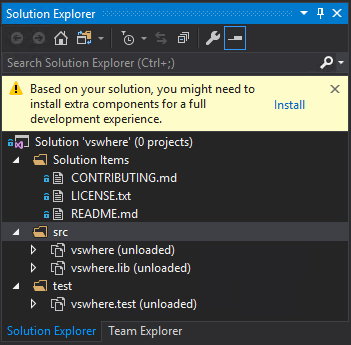 Solution Explorer
Search Solution Explorer (Ctrl+;)
Based on your solution, you might need to
install extra components for a full
development experience.
Install
Solution 'vswhere' (0 projects)
Solution Items
CONTRIBUTING.md
LICENSE.txt
README.md
src
vswhere (unloaded)
vswhere.lib (unloaded)
test
vswhere.test (unloaded)
Solution Explorer Team Explorer